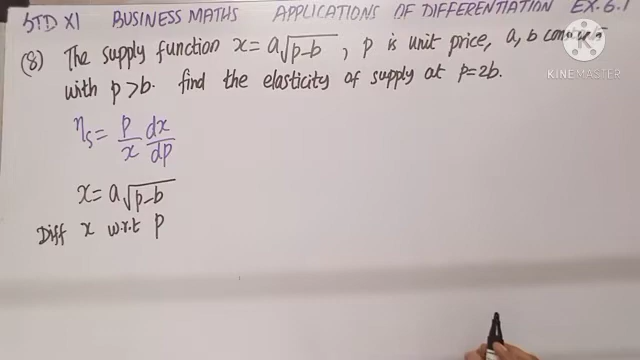 STD XI BUSINESS MATHS APPLICATIONS OF DIFFERENTIATION EX.6.1
(8) The supply function x = a√(p-b), p is unit price, a, b
with p > b. find the elasticity of supply at p=2b.
KINEMASTER
ηs = p/x dx/dp
x = a√(p-b)
Diff x w.r.t p